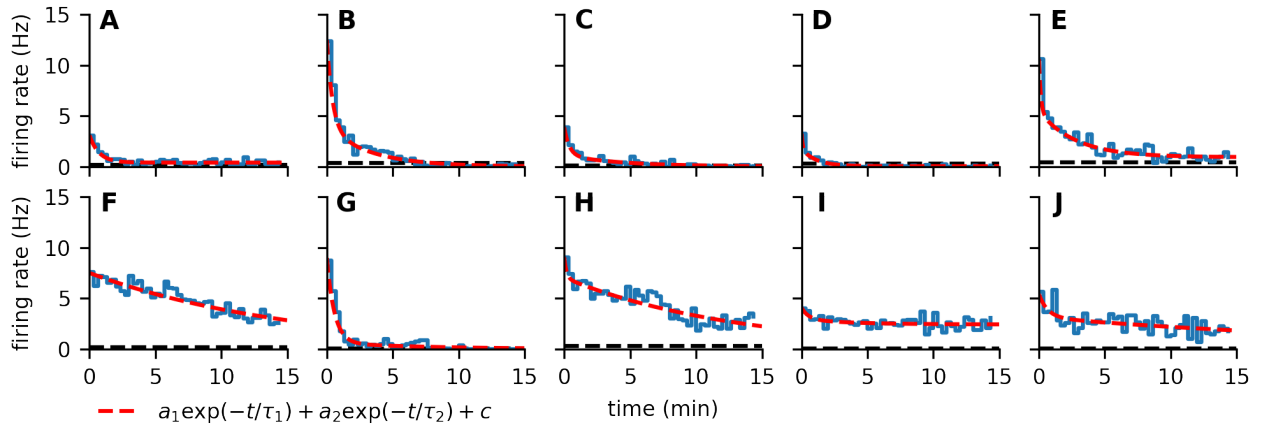 A B C D E
15
10
5
0
firing rate (Hz)
F G H I J
15
10
5
0
firing rate (Hz)
0 5 10 15 0 5 10 15 0 5 10 15 0 5 10 15 0 5 10 15
time (min)
a₁exp(−t/τ₁) + a₂exp(−t/τ₂) + c